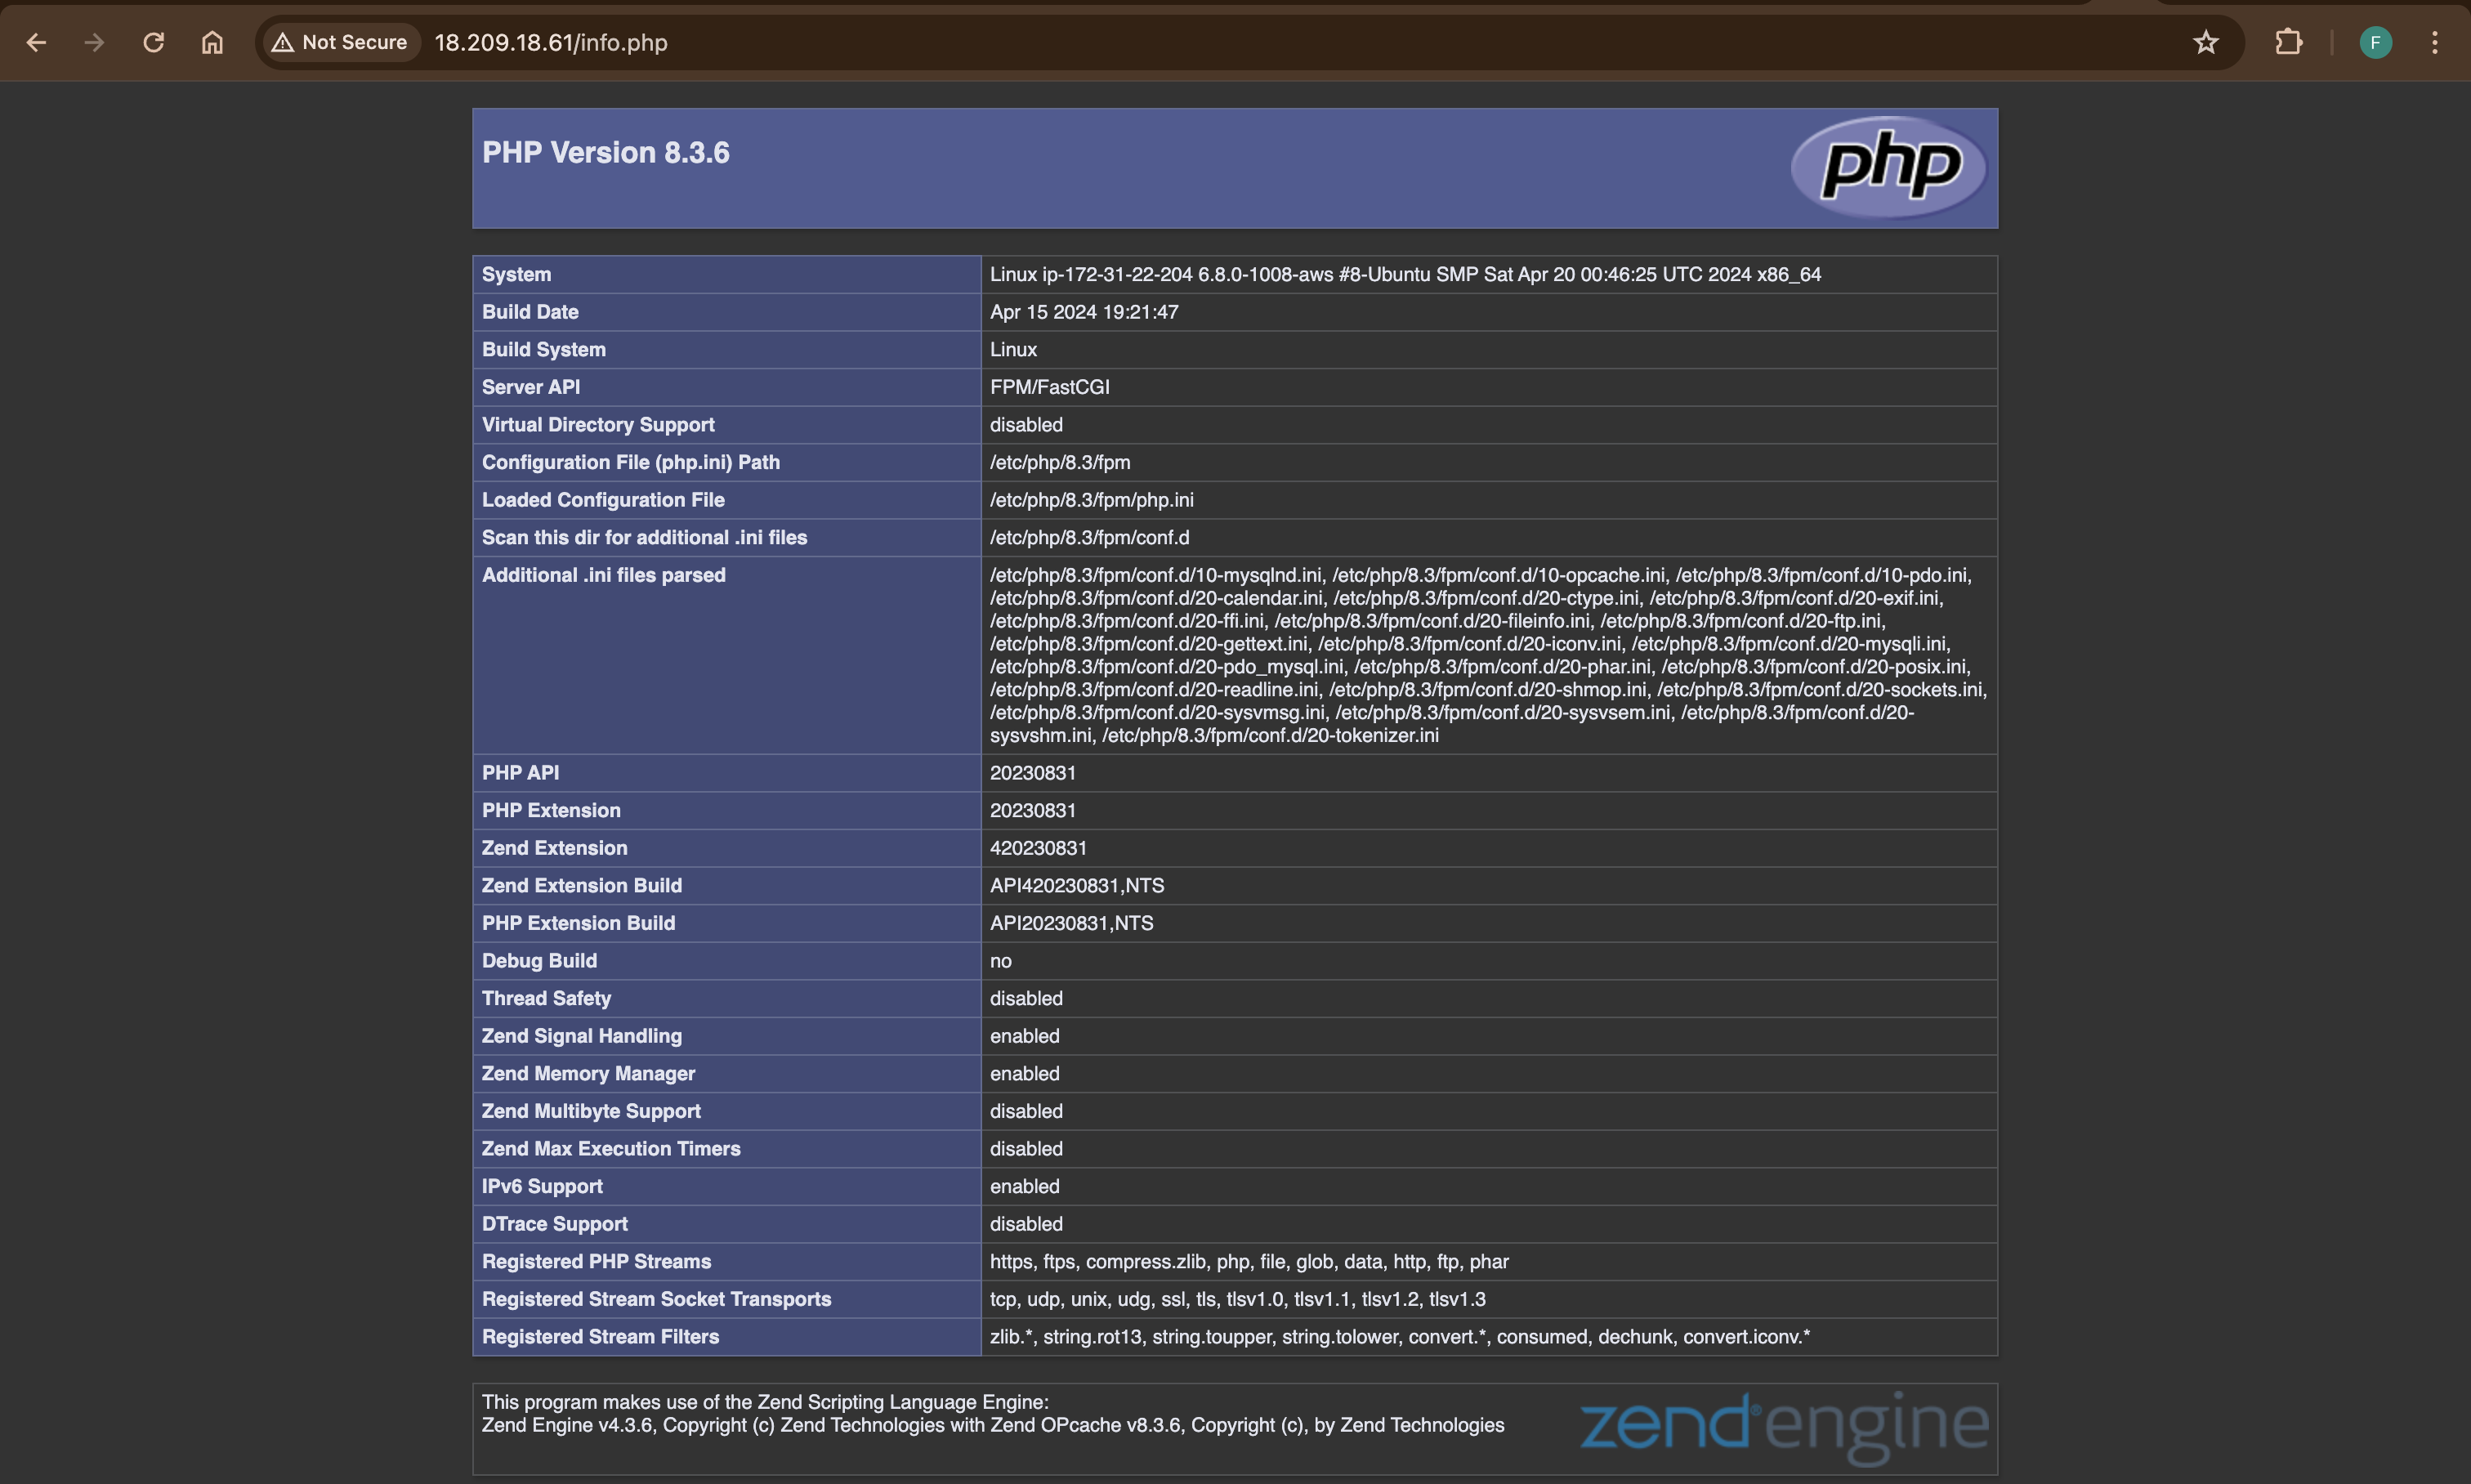 Not Secure 18.209.18.61/info.php F
PHP Version 8.3.6
php
System Linux ip-172-31-22-204 6.8.0-1008-aws #8-Ubuntu SMP Sat Apr 20 00:46:25 UTC 2024 x86_64
Build Date Apr 15 2024 19:21:47
Build System Linux
Server API FPM/FastCGI
Virtual Directory Support disabled
Configuration File (php.ini) Path /etc/php/8.3/fpm
Loaded Configuration File /etc/php/8.3/fpm/php.ini
Scan this dir for additional .ini files /etc/php/8.3/fpm/conf.d
Additional .ini files parsed /etc/php/8.3/fpm/conf.d/10-mysqlnd.ini, /etc/php/8.3/fpm/conf.d/10-opcache.ini, /etc/php/8.3/fpm/conf.d/10-pdo.ini,
/etc/php/8.3/fpm/conf.d/20-calendar.ini, /etc/php/8.3/fpm/conf.d/20-ctype.ini, /etc/php/8.3/fpm/conf.d/20-exif.ini,
/etc/php/8.3/fpm/conf.d/20-ffi.ini, /etc/php/8.3/fpm/conf.d/20-fileinfo.ini, /etc/php/8.3/fpm/conf.d/20-ftp.ini,
/etc/php/8.3/fpm/conf.d/20-gettext.ini, /etc/php/8.3/fpm/conf.d/20-iconv.ini, /etc/php/8.3/fpm/conf.d/20-mysqli.ini,
/etc/php/8.3/fpm/conf.d/20-pdo_mysql.ini, /etc/php/8.3/fpm/conf.d/20-phar.ini, /etc/php/8.3/fpm/conf.d/20-posix.ini,
/etc/php/8.3/fpm/conf.d/20-readline.ini, /etc/php/8.3/fpm/conf.d/20-shmop.ini, /etc/php/8.3/fpm/conf.d/20-sockets.ini,
/etc/php/8.3/fpm/conf.d/20-sysvmsg.ini, /etc/php/8.3/fpm/conf.d/20-sysvsem.ini, /etc/php/8.3/fpm/conf.d/20-
sysvshm.ini, /etc/php/8.3/fpm/conf.d/20-tokenizer.ini
PHP API 20230831
PHP Extension 20230831
Zend Extension 420230831
Zend Extension Build API420230831,NTS
PHP Extension Build API20230831,NTS
Debug Build no
Thread Safety disabled
Zend Signal Handling enabled
Zend Memory Manager enabled
Zend Multibyte Support disabled
Zend Max Execution Timers disabled
IPv6 Support enabled
DTrace Support disabled
Registered PHP Streams https, ftps, compress.zlib, php, file, glob, data, http, ftp, phar
Registered Stream Socket Transports tcp, udp, unix, udg, ssl, tls, tlsv1.0, tlsv1.1, tlsv1.2, tlsv1.3
Registered Stream Filters zlib.*, string.rot13, string.toupper, string.tolower, convert.*, consumed, dechunk, convert.iconv.*
This program makes use of the Zend Scripting Language Engine:
Zend Engine v4.3.6, Copyright (c) Zend Technologies with Zend OPcache v8.3.6, Copyright (c), by Zend Technologies
zend® engine